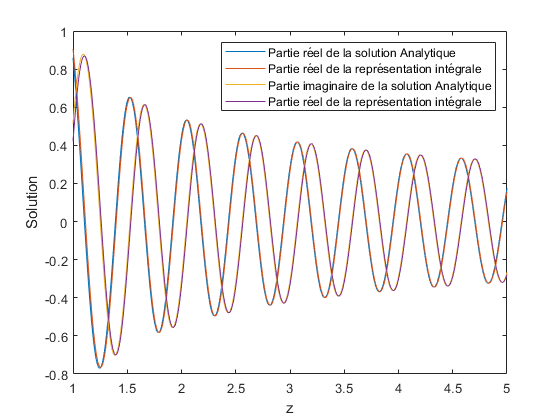 1
0.8
0.6
0.4
0.2
0
-0.2
-0.4
-0.6
-0.8
Solution
Partie réel de la solution Analytique
Partie réel de la représentation intégrale
Partie imaginaire de la solution Analytique
Partie réel de la représentation intégrale
1 1.5 2 2.5 3 3.5 4 4.5 5
z